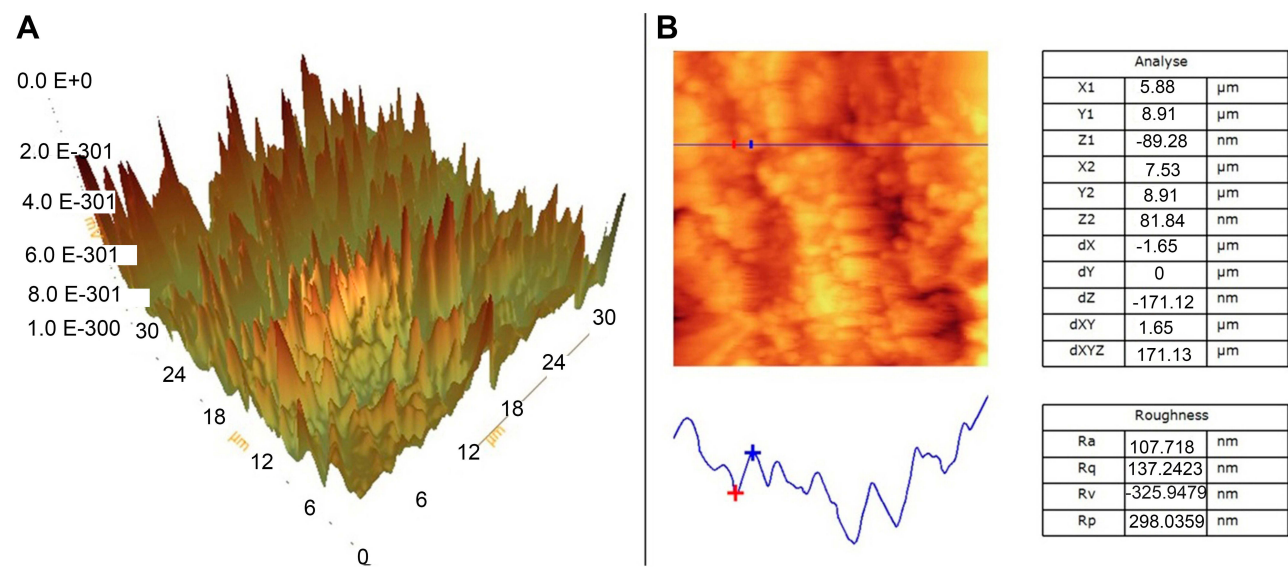 A
0.0 E+0
2.0 E-301
4.0 E-301
mV
6.0 E-301
8.0 E-301
1.0 E-300
30
24
18
µm
12
6
0
6
12
µm
18
24
30
B
Analyse
X1 5.88 µm
Y1 8.91 µm
Z1 -89.28 nm
X2 7.53 µm
Y2 8.91 µm
Z2 81.84 nm
dX -1.65 µm
dY 0 µm
dZ -171.12 nm
dXY 1.65 µm
dXYZ 171.13 µm
Roughness
Ra 107.718 nm
Rq 137.2423 nm
Rv -325.9479 nm
Rp 298.0359 nm